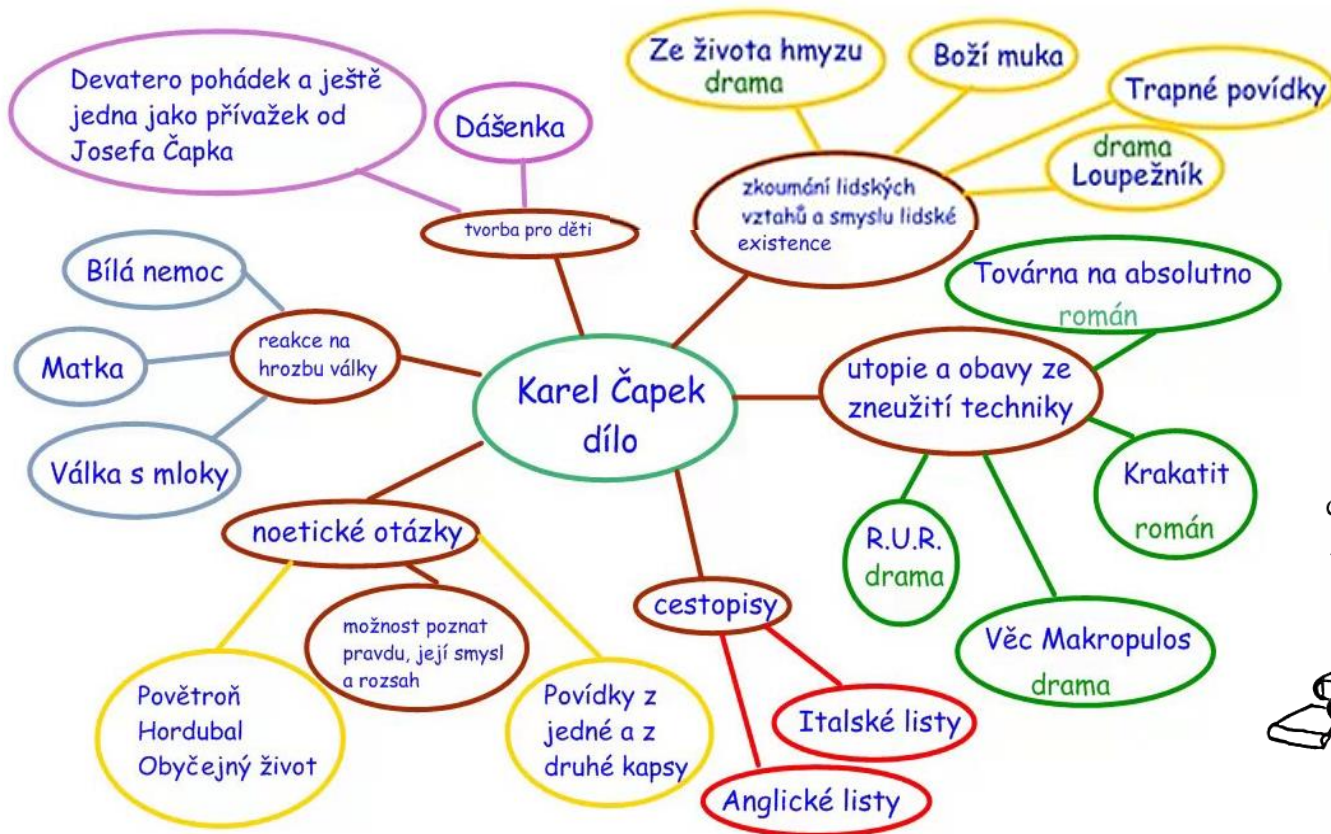 Karel Čapek
dílo
tvorba pro děti
Devatero pohádek a ještě
jedna jako přívažek od
Josefa Čapka
Dášenka
zkoumání lidských
vztahů a smyslu lidské
existence
Ze života hmyzu
drama
Boží muka
Trapné povídky
drama
Loupežník
utopie a obavy ze
zneužití techniky
Továrna na absolutno
román
Krakatit
román
Věc Makropulos
drama
R.U.R.
drama
cestopisy
Italské listy
Anglické listy
noetické otázky
Povídky z
jedné a z
druhé kapsy
možnost poznat
pravdu, její smysl
a rozsah
Povětroň
Hordubal
Obyčejný život
reakce na
hrozbu války
Bílá nemoc
Matka
Válka s mloky